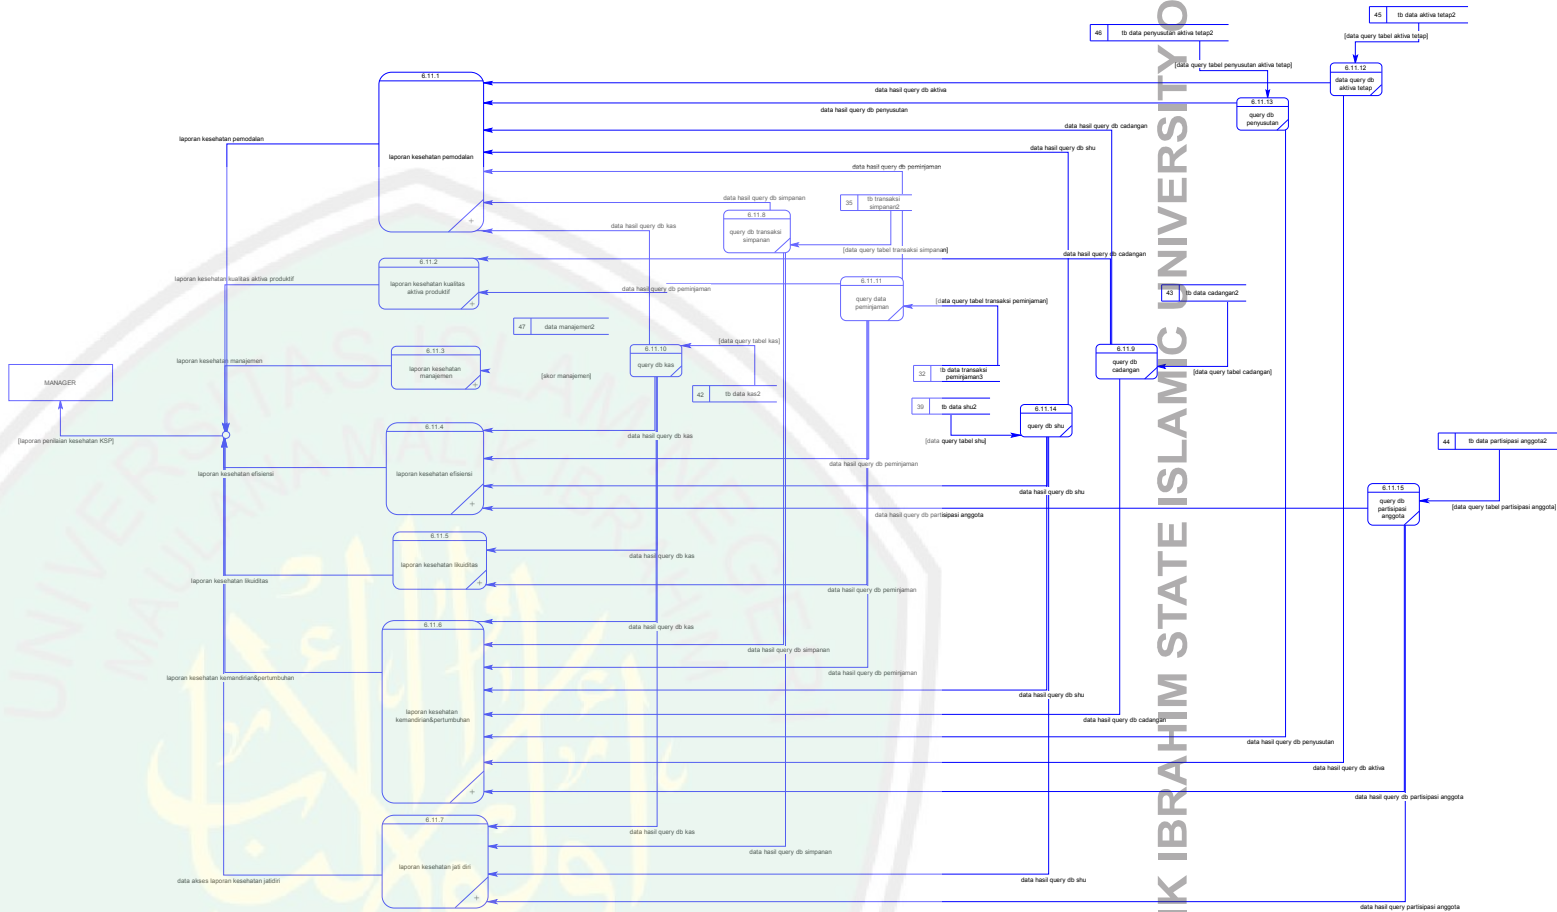 45 tb data aktiva tetap2
46 tb data penyusutan aktiva tetap2
[data query tabel aktiva tetap]
[data query tabel penyusutan aktiva tetap]
6.11.12
data query db
aktiva tetap
6.11.1
data hasil query db aktiva
6.11.13
query db
penyusutan
data hasil query db penyusutan
data hasil query db cadangan
laporan kesehatan pemodalan
data hasil query db shu
laporan kesehatan pemodalan
data hasil query db peminjaman
data hasil query db simpanan
35 tb transaksi
simpanan2
6.11.8
query db transaksi
simpanan
data hasil query db kas
[data query tabel transaksi simpanan]
data hasil query db cadangan
6.11.2
laporan kesehatan kualitas aktiva produktif
laporan kesehatan kualitas
aktiva produktif
data hasil query db peminjaman
6.11.11
query data
peminjaman
[data query tabel transaksi peminjaman]
43 tb data cadangan2
47 data manajemen2
[data query tabel kas]
6.11.3
laporan kesehatan manajemen
laporan kesehatan
manajemen
[skor manajemen]
6.11.10
query db kas
6.11.9
query db
cadangan
[data query tabel cadangan]
32 tb data transaksi
peminjaman3
MANAGER
42 tb data kas2
39 tb data shu2
6.11.14
query db shu
[data query tabel shu]
6.11.4
data hasil query db kas
[laporan penilaian kesehatan KSP]
44 tb data partisipasi anggota2
data hasil query db peminjaman
laporan kesehatan efisiensi
laporan kesehatan efisiensi
data hasil query db shu
6.11.15
query db
partisipasi
anggota
[data query tabel partisipasi anggota]
data hasil query db partisipasi anggota
6.11.5
data hasil query db kas
laporan kesehatan likuiditas
laporan kesehatan likuiditas
data hasil query db peminjaman
6.11.6
data hasil query db kas
data hasil query db simpanan
data hasil query db peminjaman
laporan kesehatan kemandirian&pertumbuhan
data hasil query db shu
laporan kesehatan
kemandirian&pertumbuhan
data hasil query db cadangan
data hasil query db penyusutan
data hasil query db aktiva
data hasil query db partisipasi anggota
6.11.7
data hasil query db kas
data hasil query db simpanan
laporan kesehatan jati diri
data akses laporan kesehatan jatidiri
data hasil query db shu
data hasil query db partisipasi anggota
UNIVERSITAS ISLAM NEGERI
MAULANA MALIK IBRAHIM
IK IBRAHIM STATE ISLAMIC UNIVERSITY O